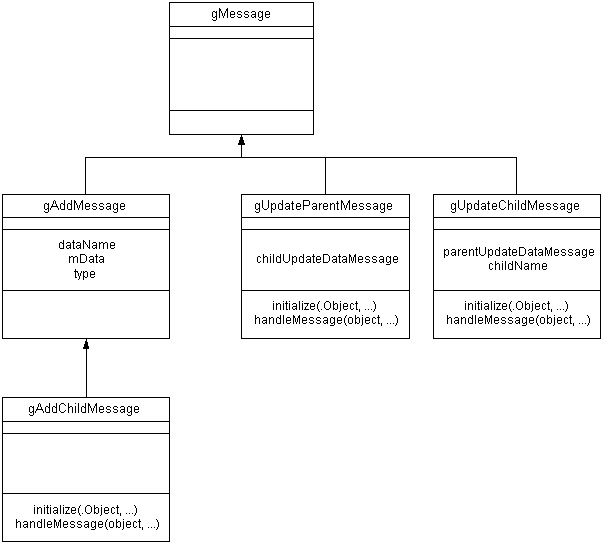 gMessage
gAddMessage
dataName
mData
type
gUpdateParentMessage
childUpdateDataMessage
initialize(.Object, ...)
handleMessage(object, ...)
gUpdateChildMessage
parentUpdateDataMessage
childName
initialize(.Object, ...)
handleMessage(object, ...)
gAddChildMessage
initialize(.Object, ...)
handleMessage(object, ...)